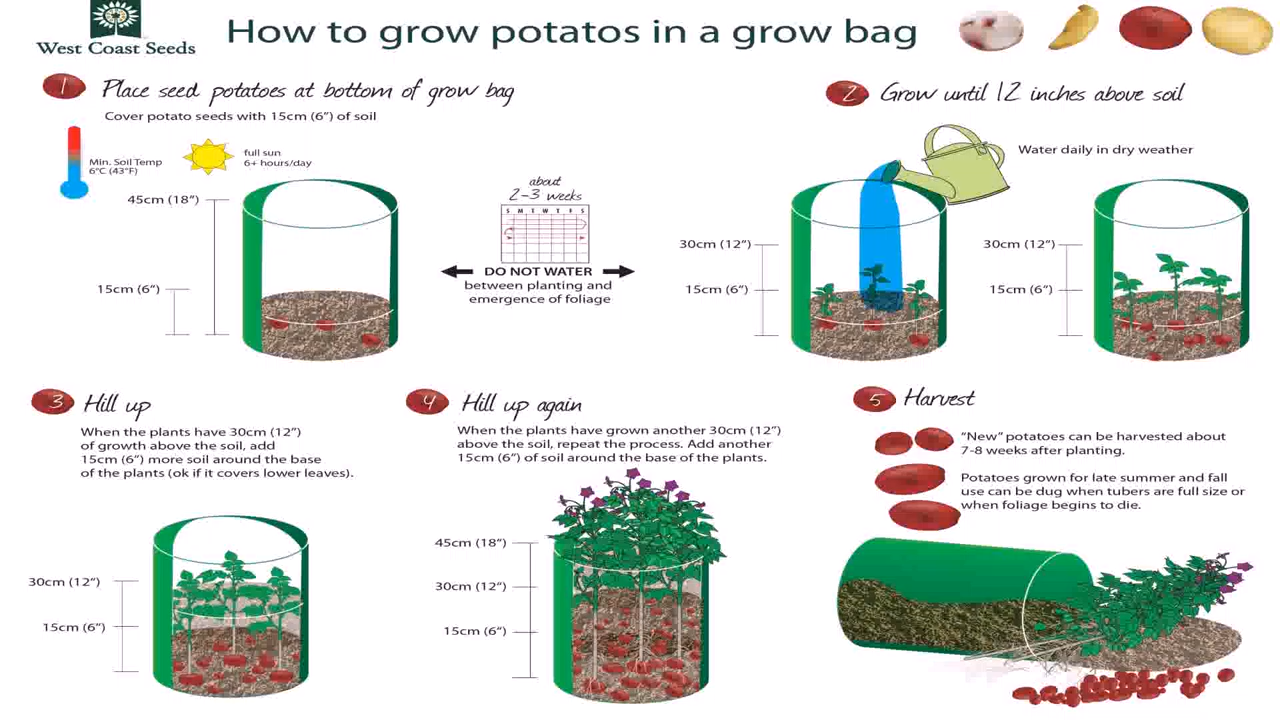 West Coast Seeds
How to grow potatos in a grow bag
1 Place seed potatoes at bottom of grow bag
Cover potato seeds with 15cm (6”) of soil
Min. Soil Temp
6°C (43°F)
full sun
6+ hours/day
45cm (18”)
15cm (6”)
about
2-3 weeks
S M T W T F S
DO NOT WATER
between planting and
emergence of foliage
2 Grow until 12 inches above soil
Water daily in dry weather
30cm (12”)
15cm (6”)
30cm (12”)
15cm (6”)
3 Hill up
When the plants have 30cm (12”)
of growth above the soil, add
15cm (6”) more soil around the base
of the plants (ok if it covers lower leaves).
30cm (12”)
15cm (6”)
4 Hill up again
When the plants have grown another 30cm (12”)
above the soil, repeat the process. Add another
15cm (6”) of soil around the base of the plants.
45cm (18”)
30cm (12”)
15cm (6”)
5 Harvest
“New” potatoes can be harvested about
7-8 weeks after planting.
Potatoes grown for late summer and fall
use can be dug when tubers are full size or
when foliage begins to die.